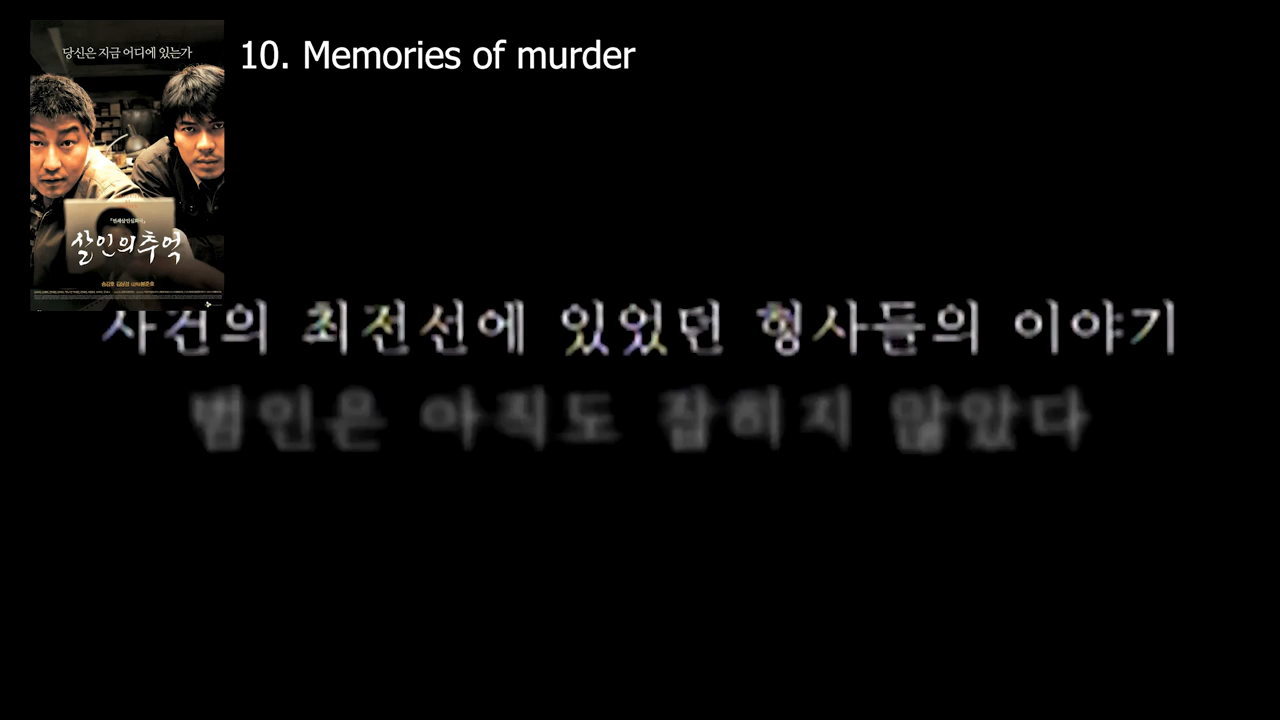 당신은 지금 어디에 있는가
10. Memories of murder
살인의 추억
사건의 최전선에 있었던 형사들의 이야기
범인은 아직도 잡히지 않았다